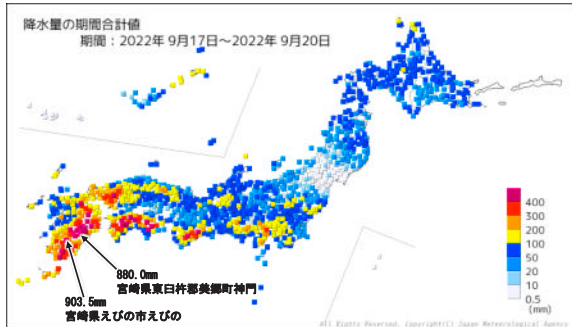 降水量の期間合計値
期間：2022年9月17日～2022年9月20日
880.0mm
宮崎県東臼杵郡美郷町神門
903.5mm
宮崎県えびの市えびの
400
300
200
100
50
20
10
0.5
(mm)
All Rights Reserved. Copyright(C) Japan Meteorological Agency